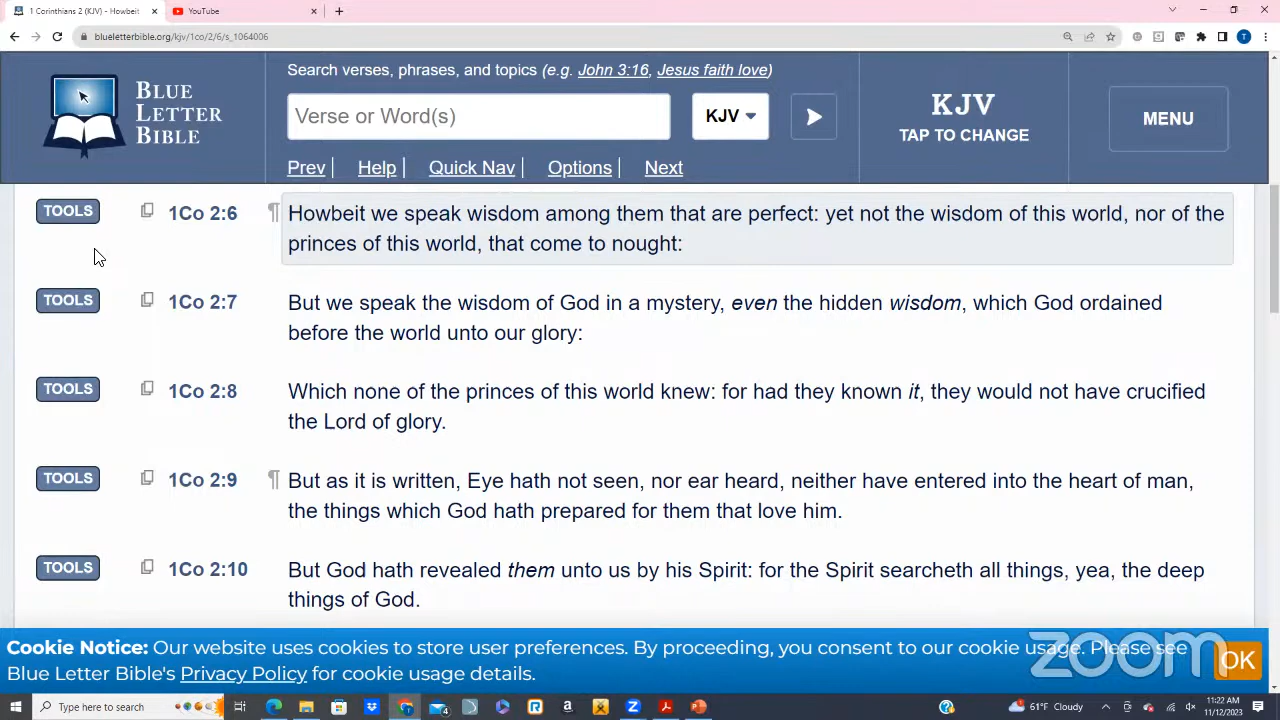 1 Corinthians 2 (KJV) - Howbeit
YouTube
blueletterbible.org/kjv/1co/2/6/s_1064006
T
BLUE
LETTER
BIBLE
Search verses, phrases, and topics (e.g. John 3:16, Jesus faith love)
Verse or Word(s)
KJV
Prev | Help | Quick Nav | Options | Next
KJV
TAP TO CHANGE
MENU
TOOLS 1Co 2:6 ¶ Howbeit we speak wisdom among them that are perfect: yet not the wisdom of this world, nor of the
princes of this world, that come to nought:
TOOLS 1Co 2:7 But we speak the wisdom of God in a mystery, even the hidden wisdom, which God ordained
before the world unto our glory:
TOOLS 1Co 2:8 Which none of the princes of this world knew: for had they known it, they would not have crucified
the Lord of glory.
TOOLS 1Co 2:9 ¶ But as it is written, Eye hath not seen, nor ear heard, neither have entered into the heart of man,
the things which God hath prepared for them that love him.
TOOLS 1Co 2:10 But God hath revealed them unto us by his Spirit: for the Spirit searcheth all things, yea, the deep
things of God.
Cookie Notice: Our website uses cookies to store user preferences. By proceeding, you consent to our cookie usage. Please see
Blue Letter Bible's Privacy Policy for cookie usage details.
OK
zoom
Type here to search
61°F Cloudy
11:22 AM
11/12/2023